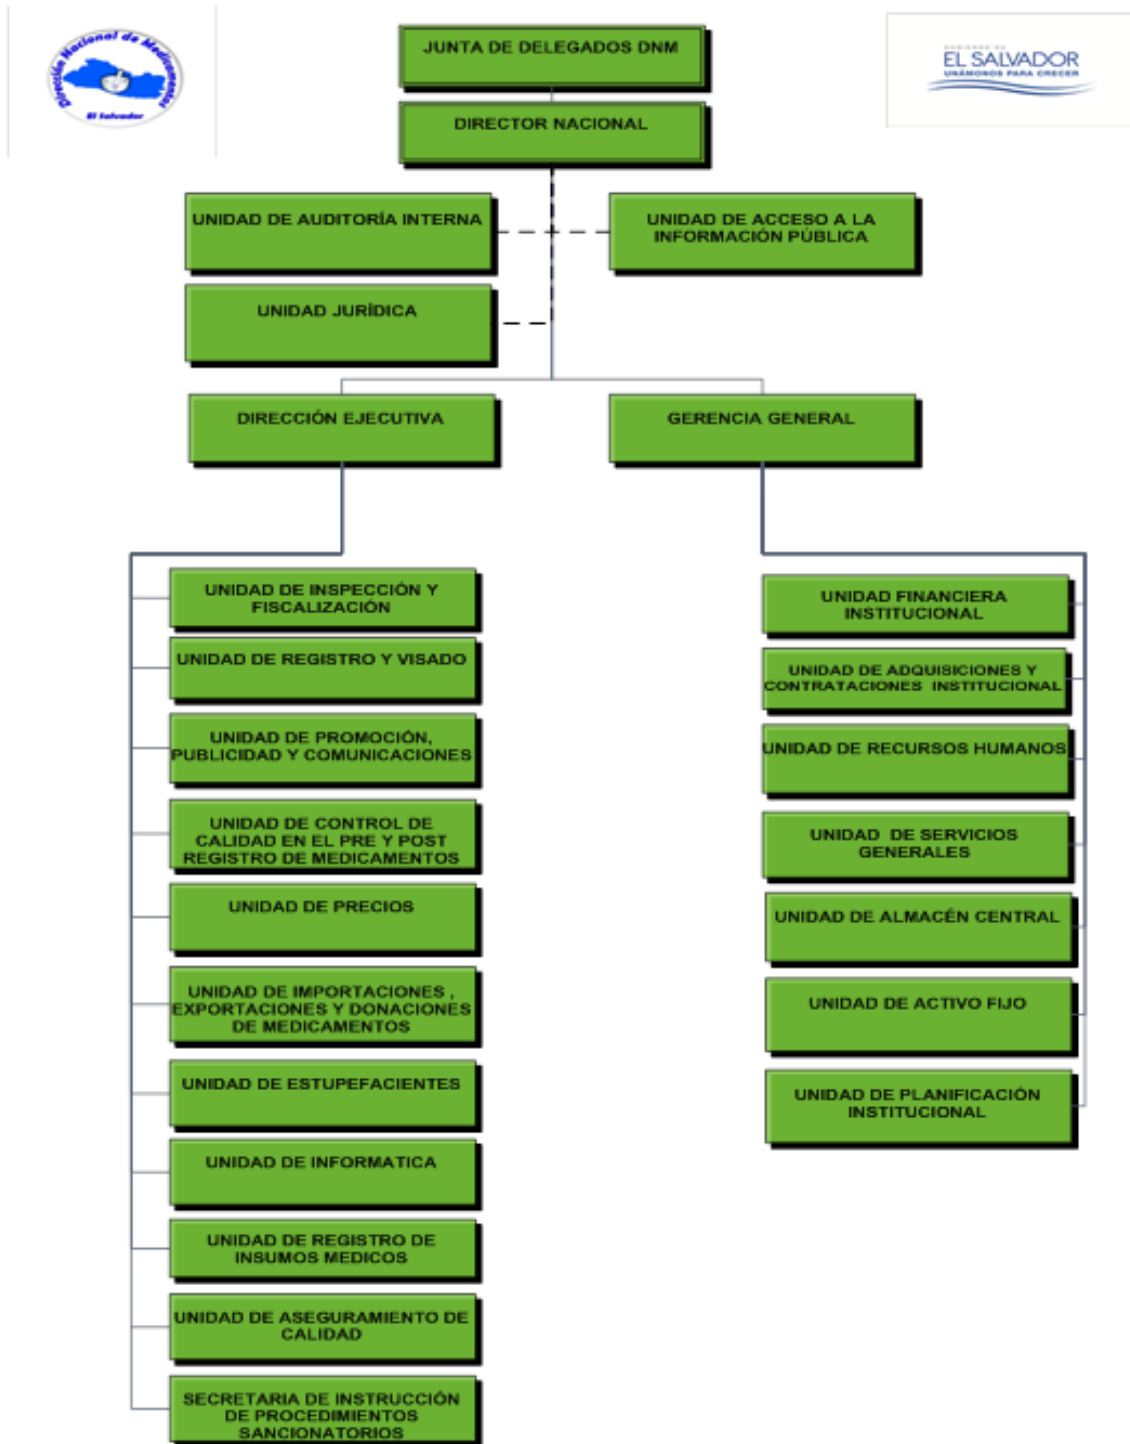 Dirección Nacional de Medicamentos
El Salvador
GOBIERNO DE
EL SALVADOR
UNÁMONOS PARA CRECER
JUNTA DE DELEGADOS DNM
DIRECTOR NACIONAL
UNIDAD DE AUDITORÍA INTERNA
UNIDAD DE ACCESO A LA
INFORMACIÓN PÚBLICA
UNIDAD JURÍDICA
DIRECCIÓN EJECUTIVA
GERENCIA GENERAL
UNIDAD DE INSPECCIÓN Y
FISCALIZACIÓN
UNIDAD DE REGISTRO Y VISADO
UNIDAD DE PROMOCIÓN,
PUBLICIDAD Y COMUNICACIONES
UNIDAD DE CONTROL DE
CALIDAD EN EL PRE Y POST
REGISTRO DE MEDICAMENTOS
UNIDAD DE PRECIOS
UNIDAD DE IMPORTACIONES ,
EXPORTACIONES Y DONACIONES
DE MEDICAMENTOS
UNIDAD DE ESTUPEFACIENTES
UNIDAD DE INFORMATICA
UNIDAD DE REGISTRO DE
INSUMOS MEDICOS
UNIDAD DE ASEGURAMIENTO DE
CALIDAD
SECRETARIA DE INSTRUCCIÓN
DE PROCEDIMIENTOS
SANCIONATORIOS
UNIDAD FINANCIERA
INSTITUCIONAL
UNIDAD DE ADQUISICIONES Y
CONTRATACIONES INSTITUCIONAL
UNIDAD DE RECURSOS HUMANOS
UNIDAD DE SERVICIOS
GENERALES
UNIDAD DE ALMACÉN CENTRAL
UNIDAD DE ACTIVO FIJO
UNIDAD DE PLANIFICACIÓN
INSTITUCIONAL